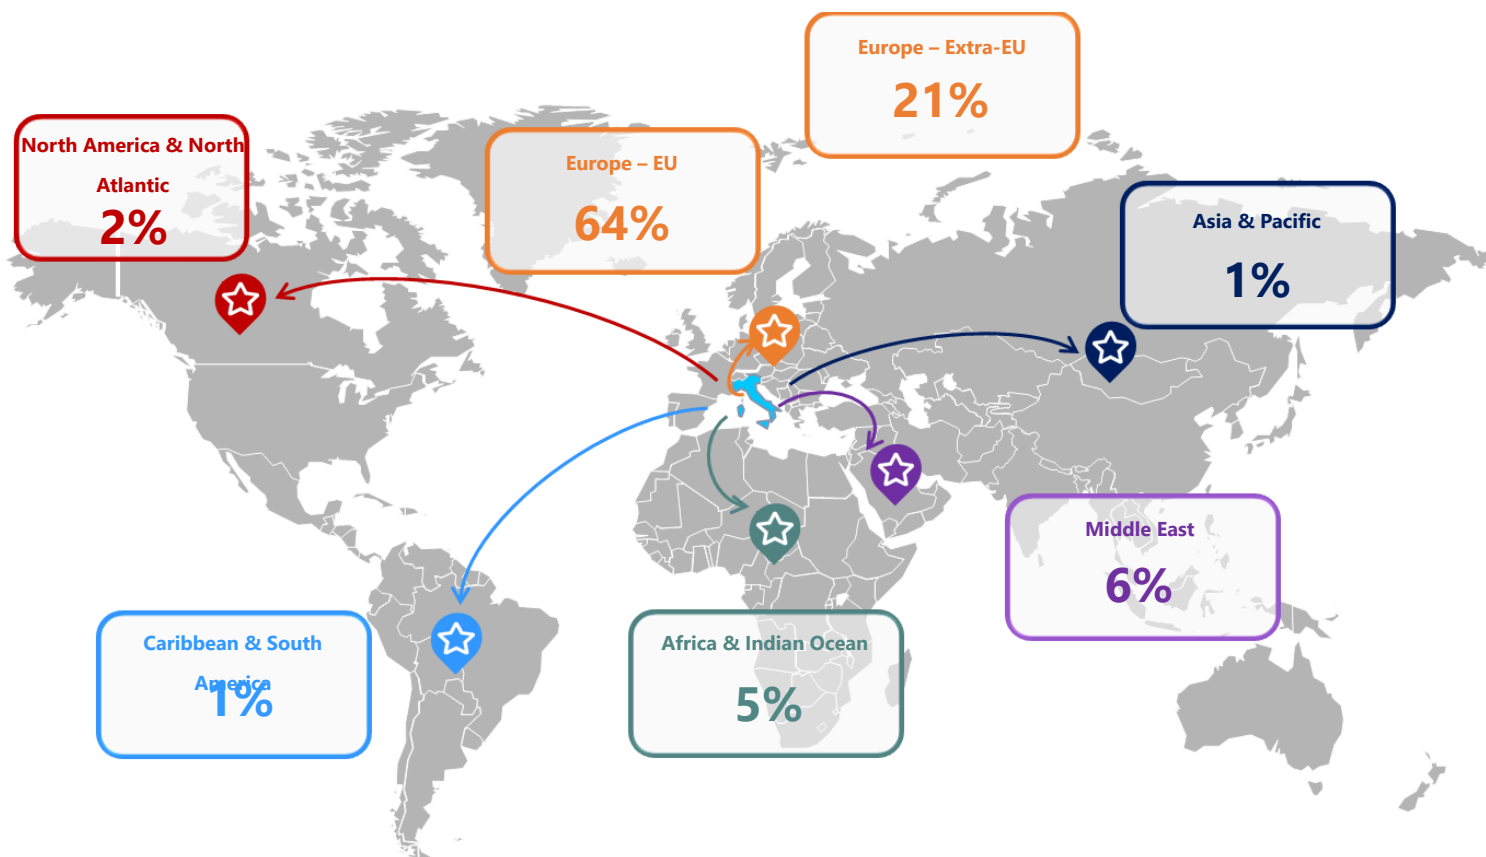 Europe – Extra-EU
21%
North America & North
Atlantic
2%
Europe – EU
64%
Asia & Pacific
1%
Middle East
6%
Caribbean & South
America
1%
Africa & Indian Ocean
5%